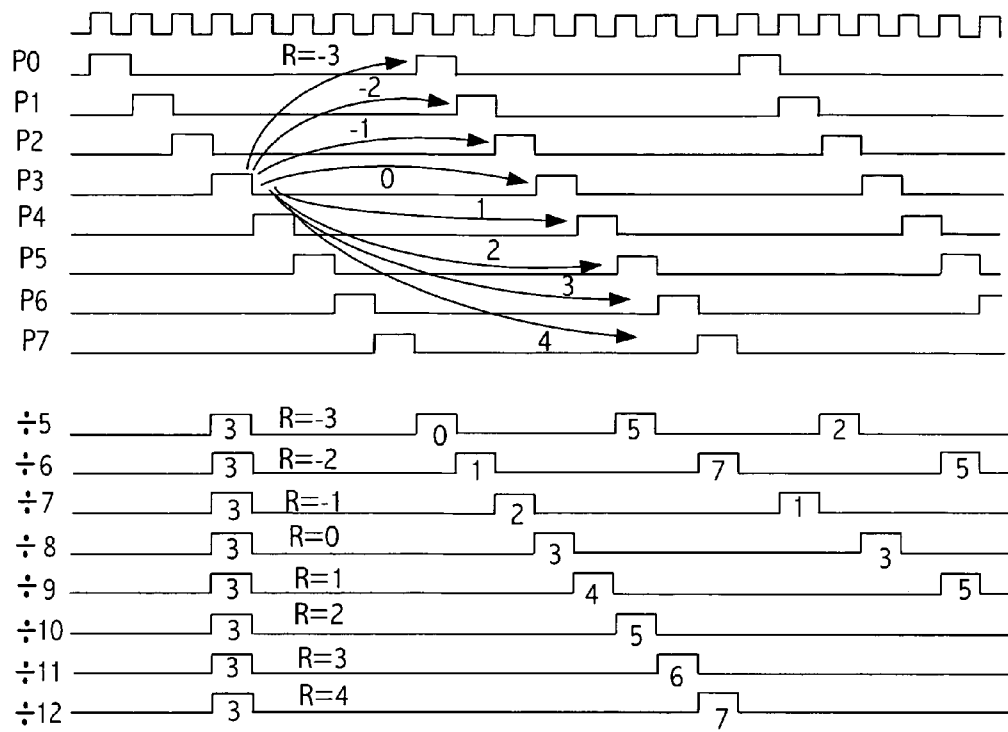 P0 R=-3
P1 -2
P2 -1
P3 0
P4 1
P5 2
P6 3
P7 4
÷5 3 R=-3 0 5 2
÷6 3 R=-2 1 7 5
÷7 3 R=-1 2 1
÷8 3 R=0 3 3
÷9 3 R=1 4 5
÷10 3 R=2 5
÷11 3 R=3 6
÷12 3 R=4 7